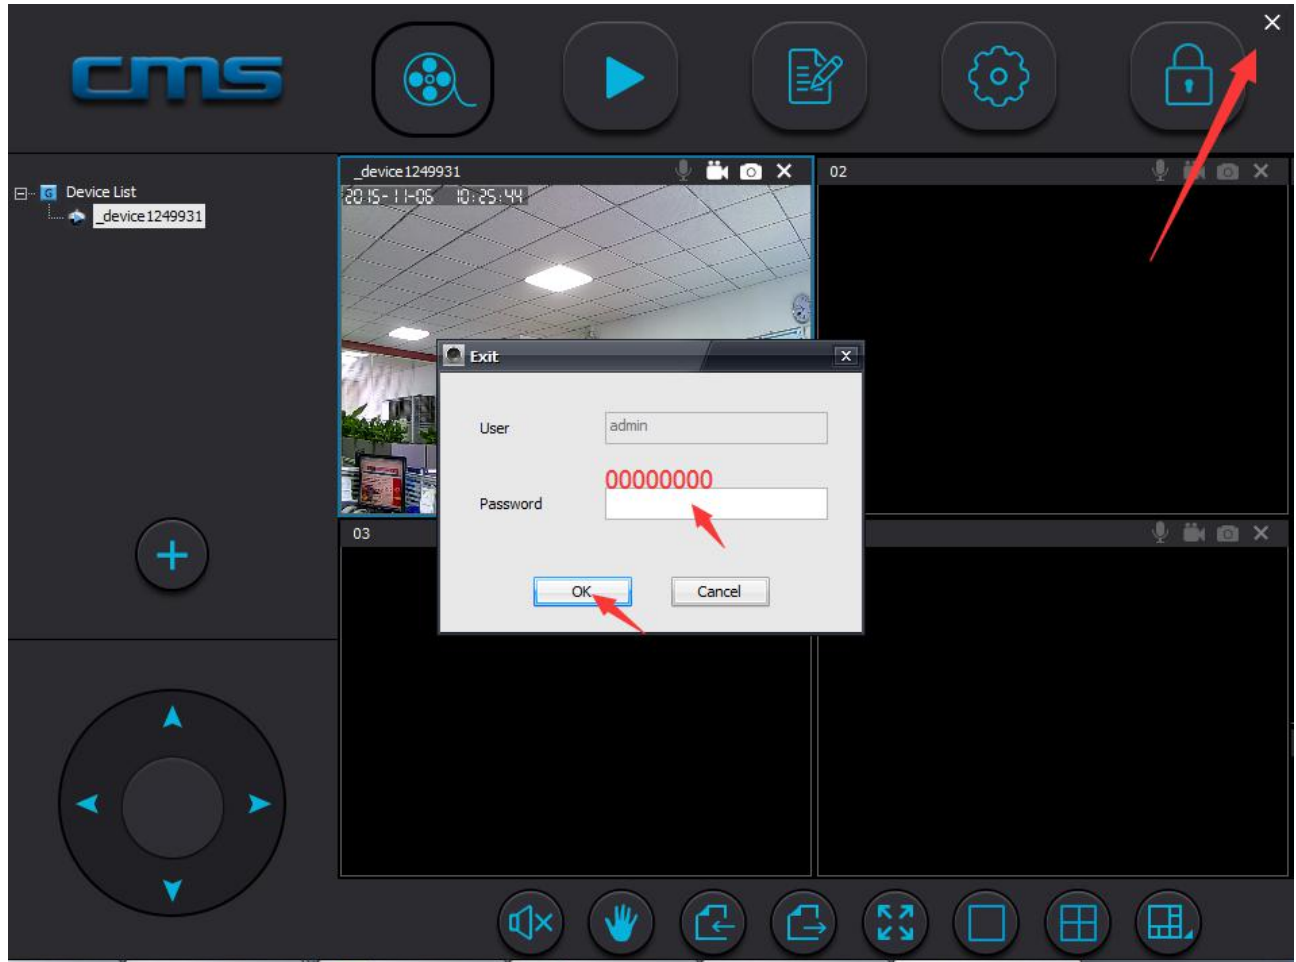 cms
_device1249931
02
Device List
_device1249931
2015-11-06 10:25:44
Exit
User
admin
00000000
Password
03
OK
Cancel